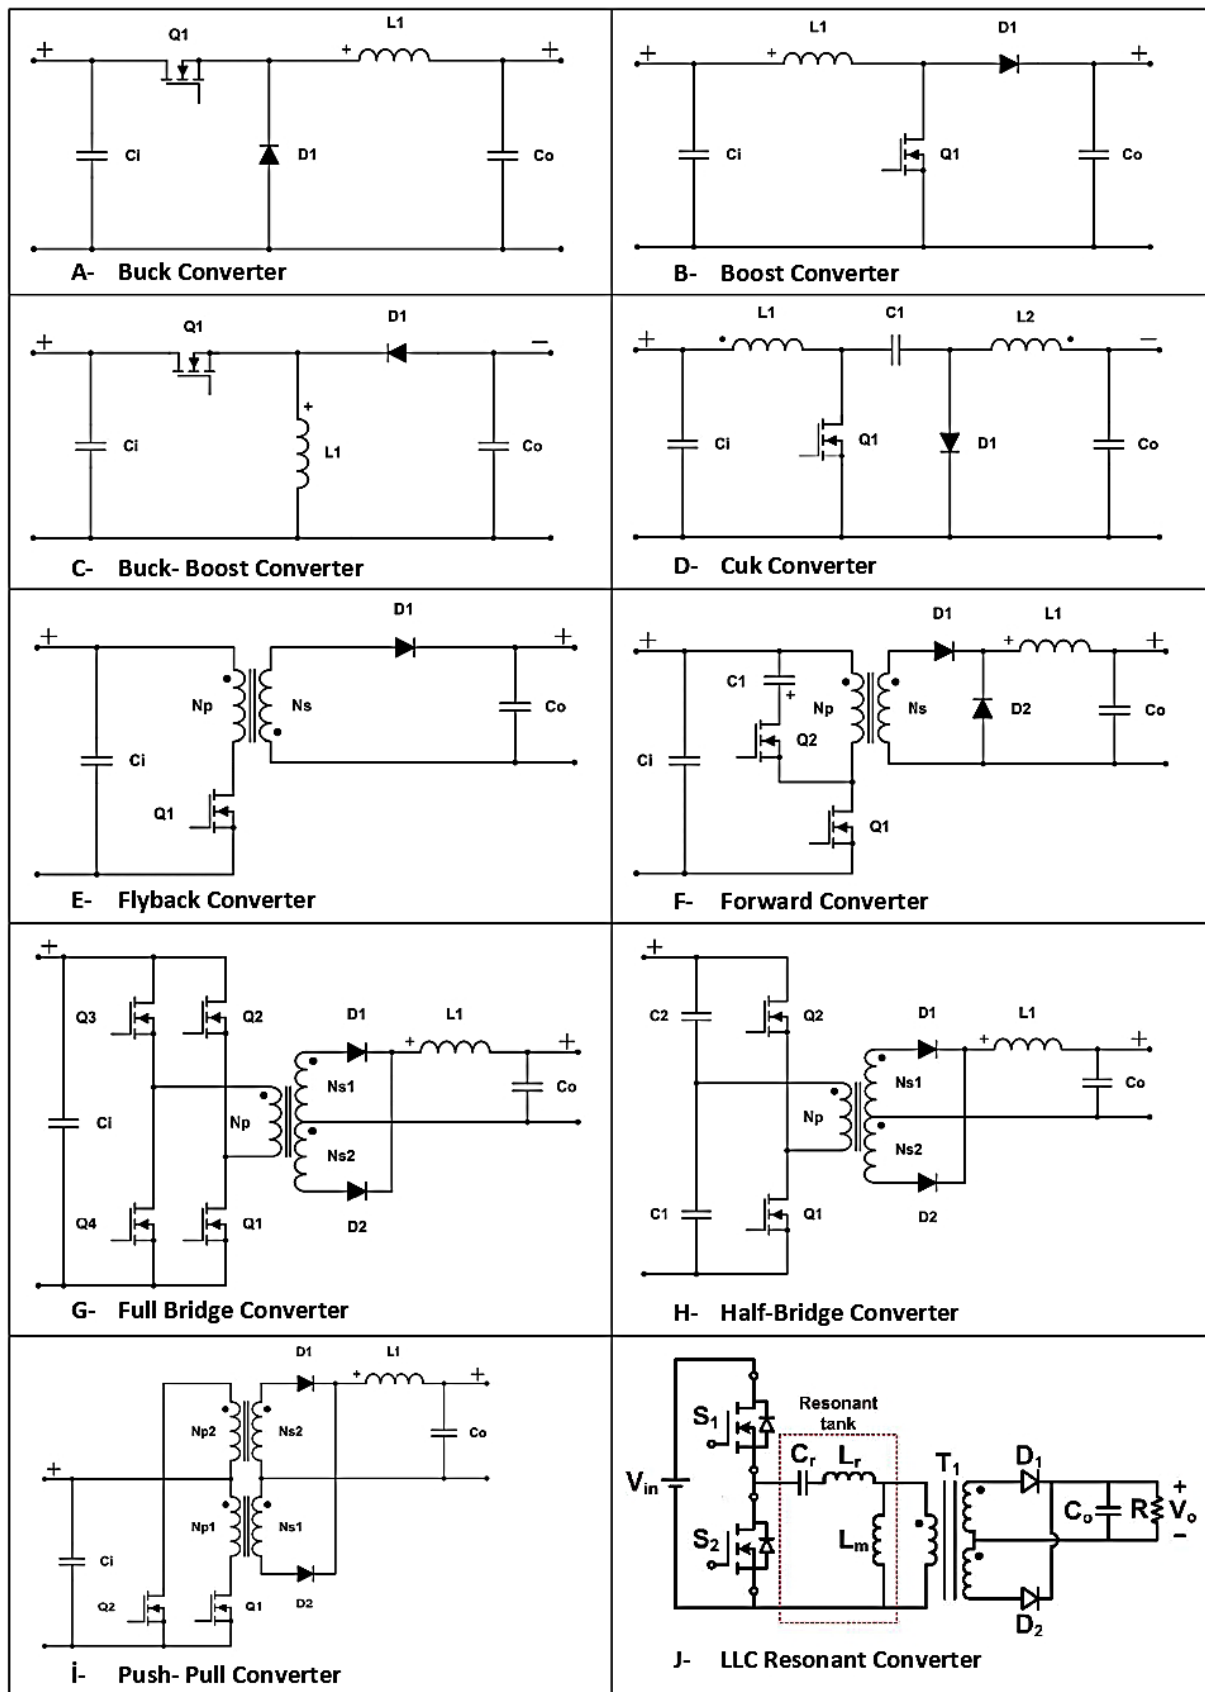 Q1 L1
+ + +
Ci D1 Co
A- Buck Converter
L1 D1
+ +
Ci Q1 Co
B- Boost Converter
Q1 D1
+ −
+
Ci L1 Co
C- Buck- Boost Converter
L1 C1 L2
+ −
Ci Q1 D1 Co
D- Cuk Converter
D1
+ +
Np Ns Co
Ci
Q1
E- Flyback Converter
D1 L1
+ + +
C1 +
Np Ns D2 Co
Q2
Ci
Q1
F- Forward Converter
+
Q3 Q2 D1 L1
+ +
Ns1 Co
Ci Np
Ns2
Q4 Q1 D2
G- Full Bridge Converter
+
C2 Q2 D1 L1
+ +
Ns1 Co
Np
Ns2
C1 Q1 D2
H- Half-Bridge Converter
D1 L1
+ +
Np2 Ns2 Co
+
Np1 Ns1
Ci
Q2 Q1 D2
İ- Push- Pull Converter
Resonant
tank
S1
Cr Lr T1 D1
Vin
+
Co R Vo
−
S2 Lm
D2
J- LLC Resonant Converter